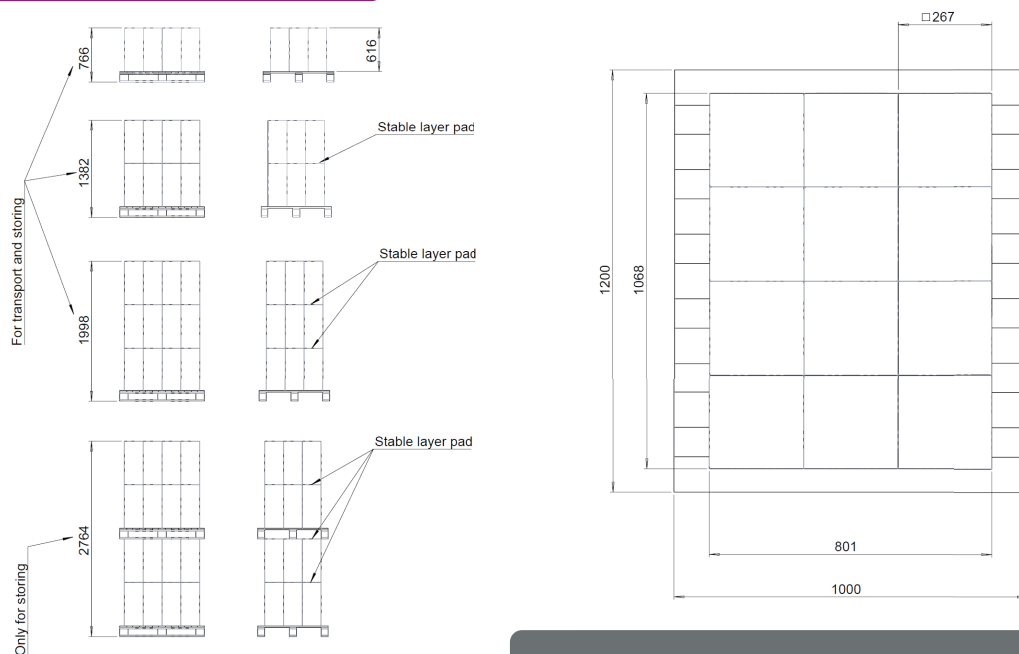 766
616
Stable layer pad
1382
For transport and storing
Stable layer pad
1998
Stable layer pad
2764
Only for storing
□267
1200
1068
801
1000